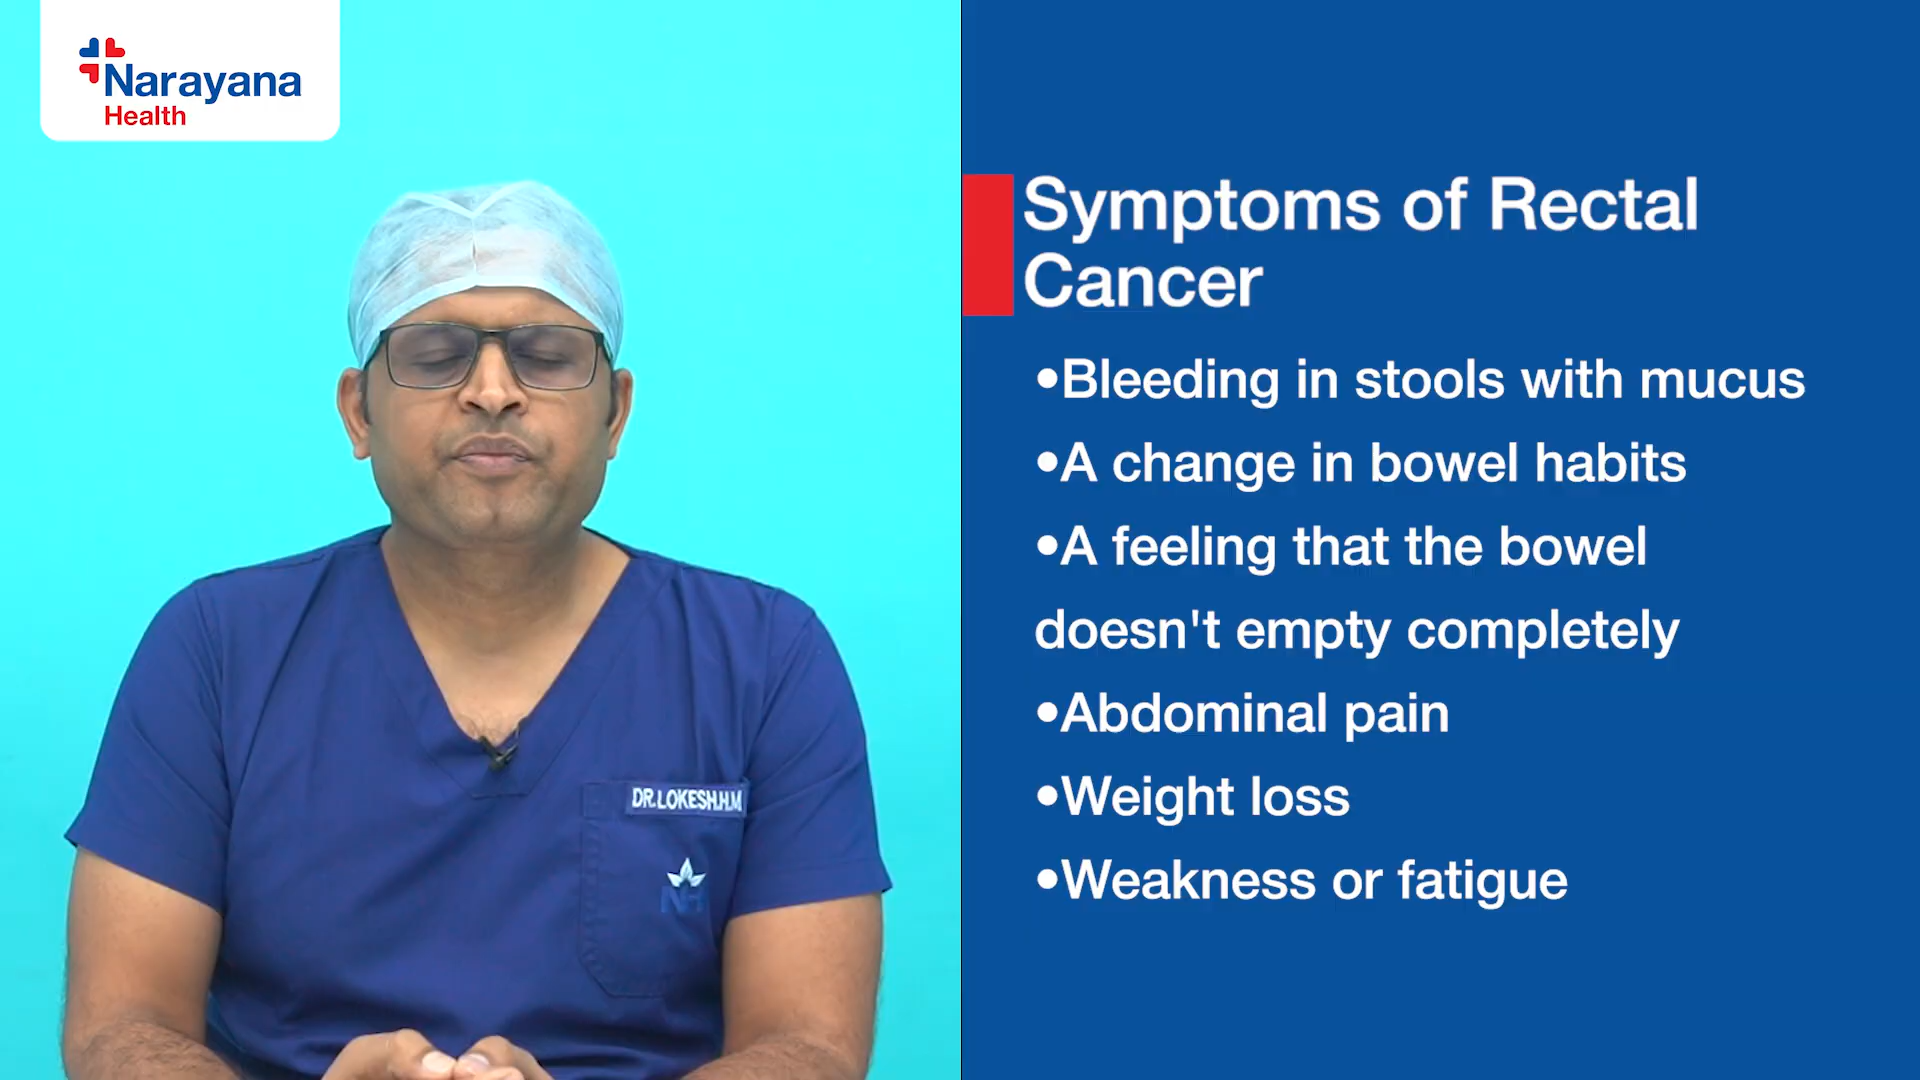 Narayana
Health
Symptoms of Rectal
Cancer
•Bleeding in stools with mucus
•A change in bowel habits
•A feeling that the bowel
doesn't empty completely
•Abdominal pain
•Weight loss
•Weakness or fatigue
DR.LOKESH.H.M
NH